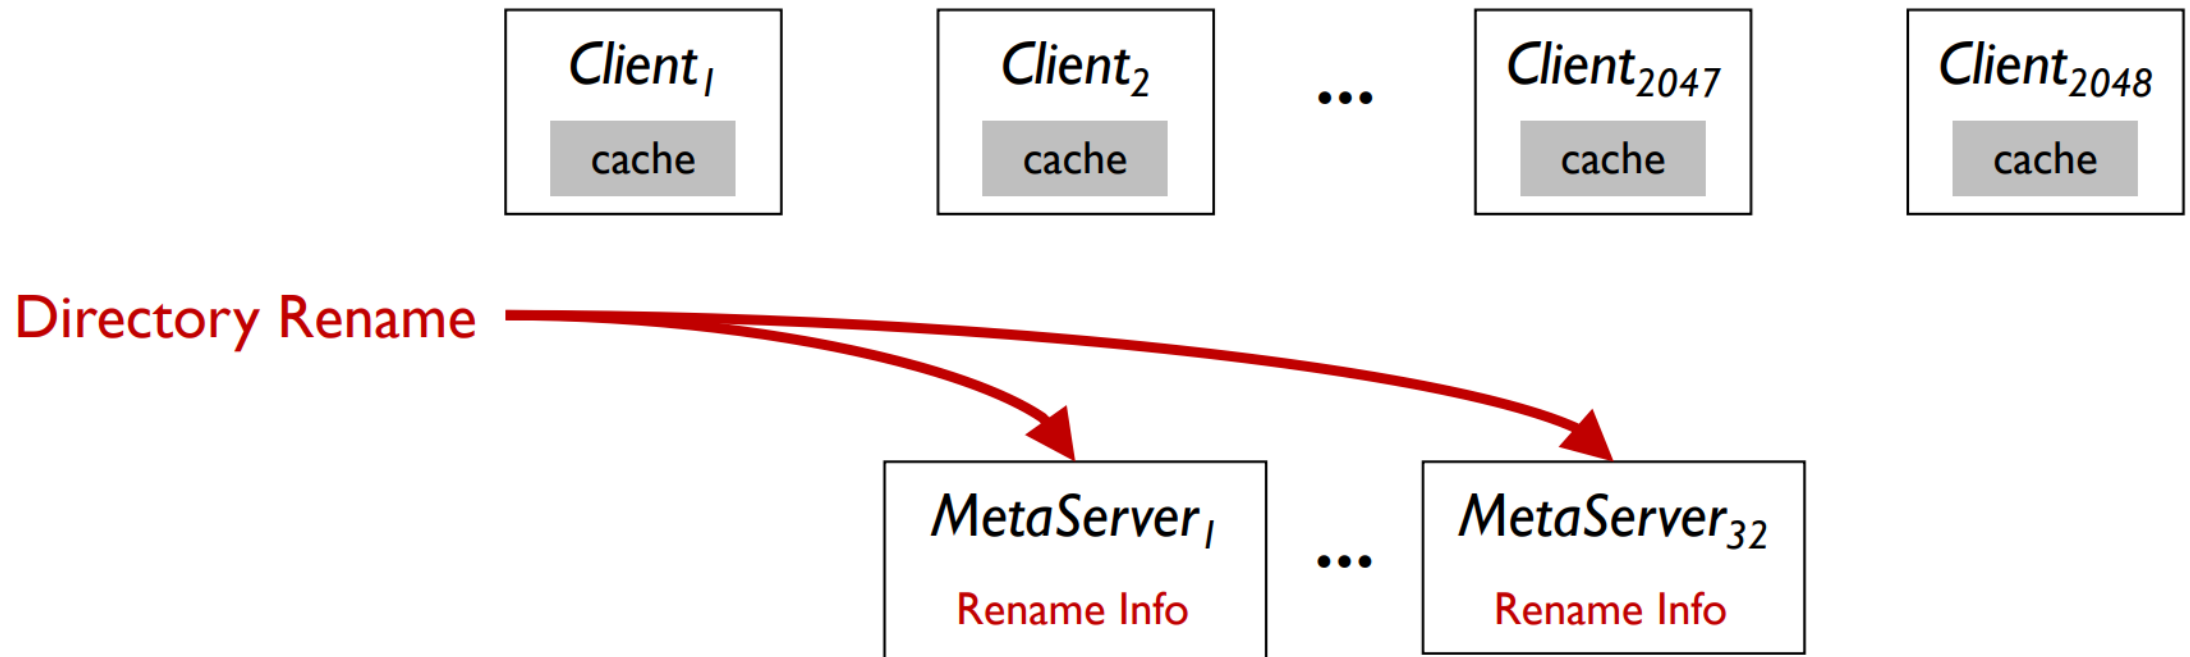 Client1 Client2 ... Client2047 Client2048
cache cache cache cache
Directory Rename
MetaServer1 ... MetaServer32
Rename Info Rename Info